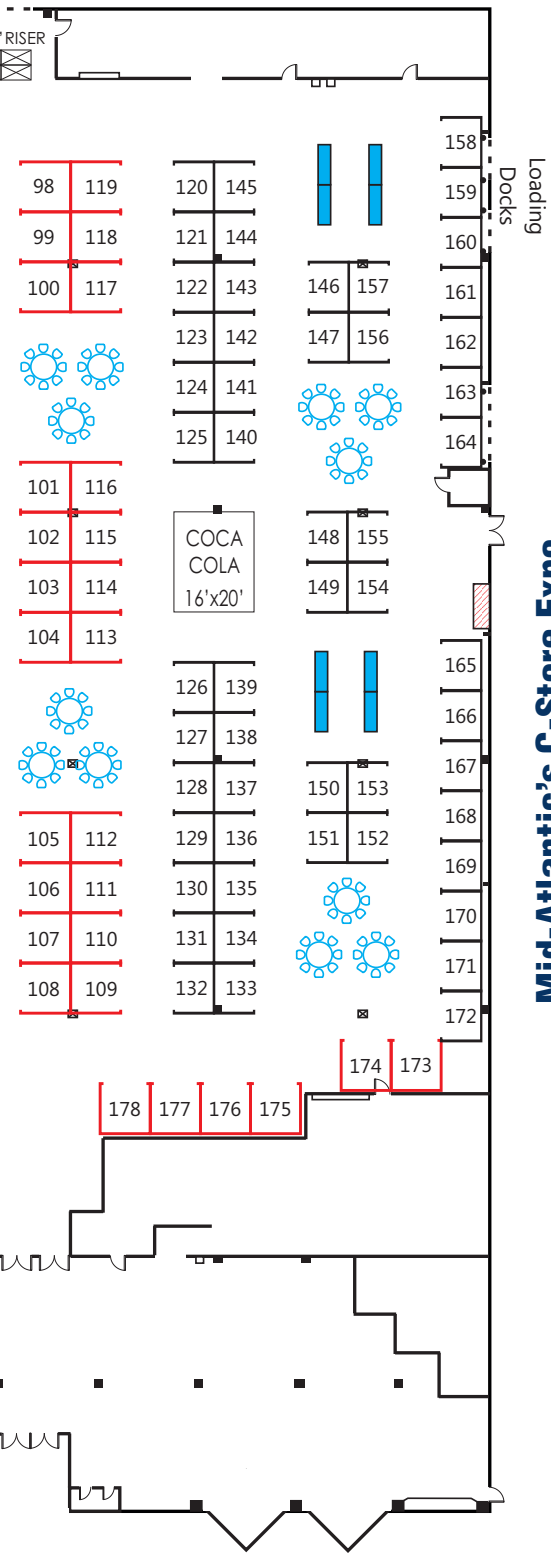 ' RISER
158
Loading
Docks
98 119 120 145 159
99 118 121 144 160
100 117 122 143 146 157 161
123 142 147 156 162
124 141 163
125 140 164
101 116
102 115 COCA 148 155
COLA
103 114 16'x20' 149 154
104 113
126 139 165
127 138 166
128 137 150 153 167
105 112 129 136 151 152 168
106 111 130 135 169
107 110 131 134 170
108 109 132 133 171
172
174 173
178 177 176 175
Mid-Atlantic's C-Store Expo